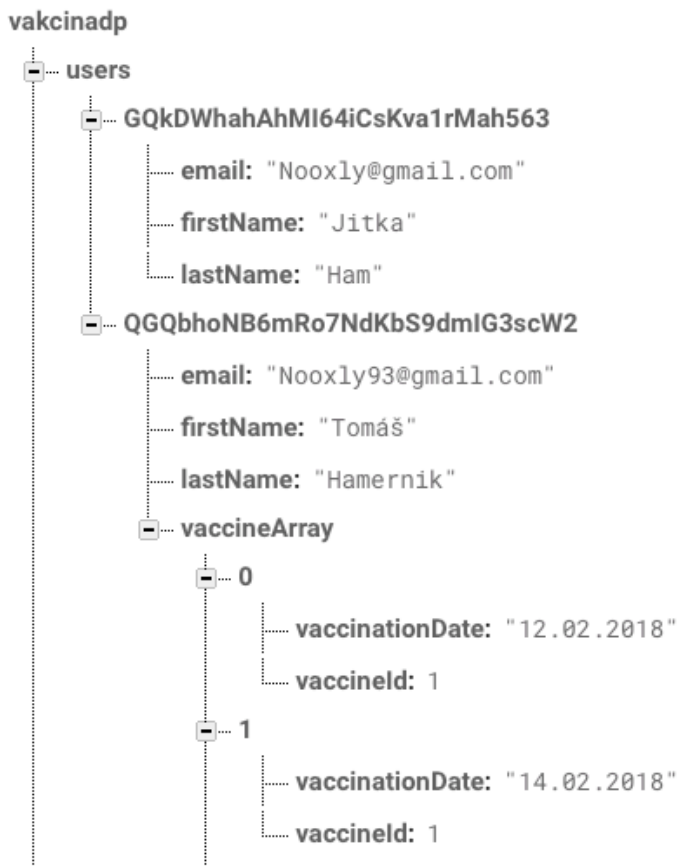 vakcinadp
users
GQkDWhahAhMI64iCsKva1rMah563
email: "Nooxly@gmail.com"
firstName: "Jitka"
lastName: "Ham"
QGQbhoNB6mRo7NdKbS9dmIG3scW2
email: "Nooxly93@gmail.com"
firstName: "Tomáš"
lastName: "Hamernik"
vaccineArray
0
vaccinationDate: "12.02.2018"
vaccineId: 1
1
vaccinationDate: "14.02.2018"
vaccineId: 1